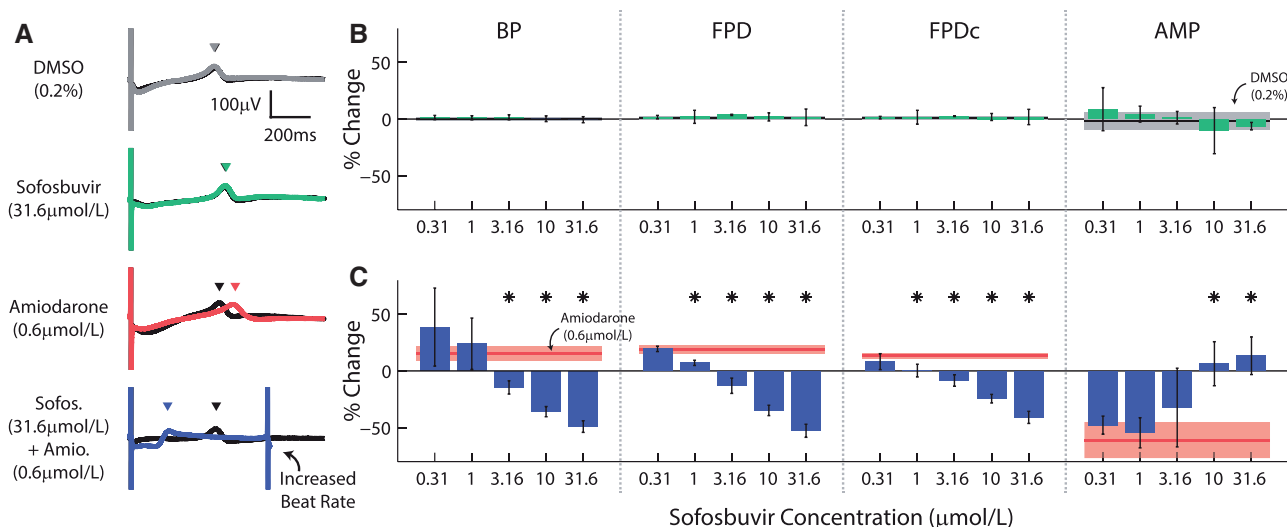 A
DMSO
(0.2%)
100μV
200ms
Sofosbuvir
(31.6μmol/L)
Amiodarone
(0.6μmol/L)
Sofos.
(31.6μmol/L)
+ Amio.
(0.6μmol/L)
Increased
Beat Rate
B
BP
FPD
FPDc
AMP
% Change
50
0
−50
DMSO
(0.2%)
0.31 1 3.16 10 31.6
0.31 1 3.16 10 31.6
0.31 1 3.16 10 31.6
0.31 1 3.16 10 31.6
C
% Change
50
0
−50
Amiodarone
(0.6μmol/L)
* * *
* * * *
* * * *
* *
0.31 1 3.16 10 31.6
0.31 1 3.16 10 31.6
0.31 1 3.16 10 31.6
0.31 1 3.16 10 31.6
Sofosbuvir Concentration (μmol/L)